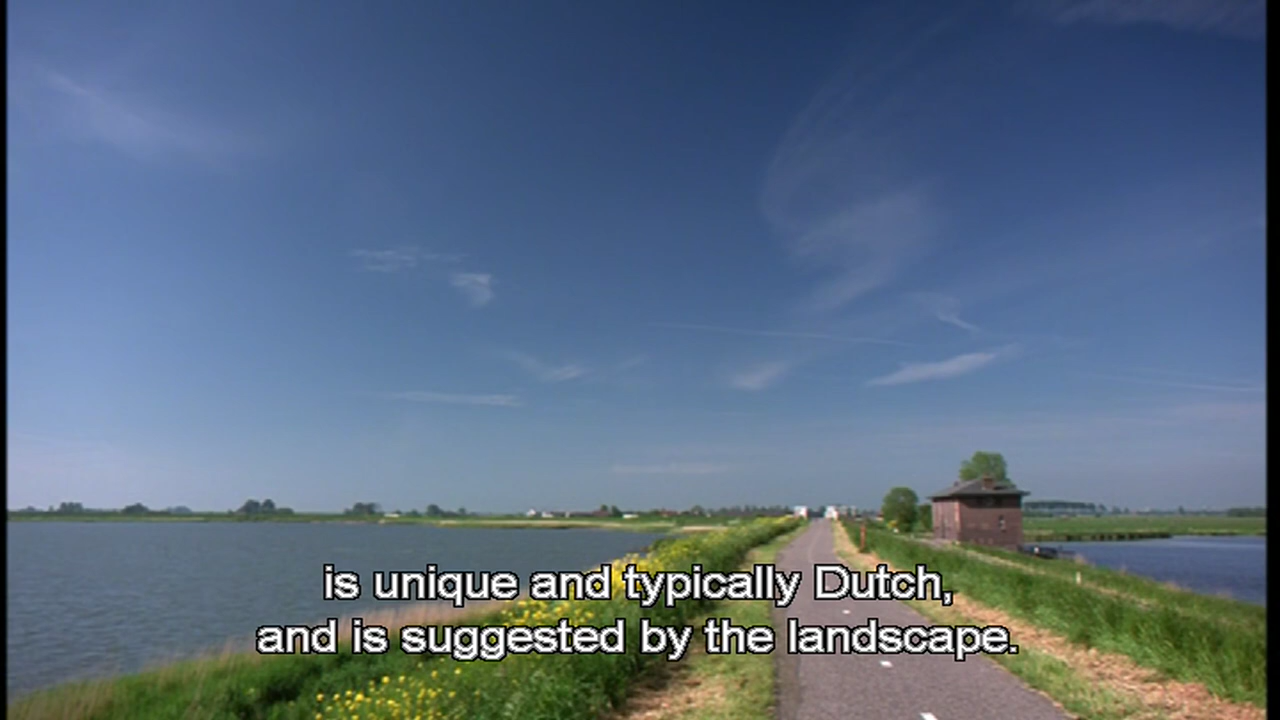 is unique and typically Dutch,
and is suggested by the landscape.